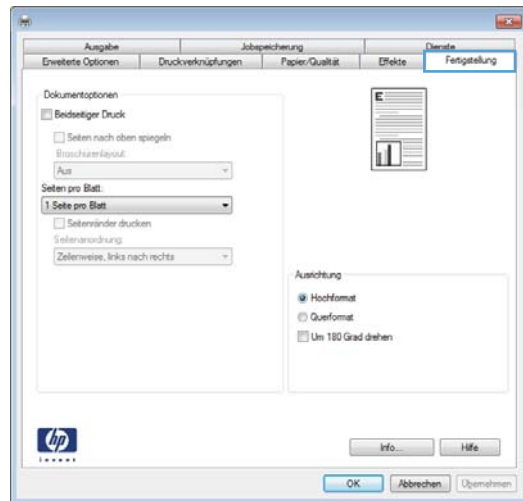 Ausgabe Jobspeicherung Dienste
Erweiterte Optionen Druckverknüpfungen Papier/Qualität Effekte Fertigstellung
Dokumentoptionen
Beidseitiger Druck
Seiten nach oben spiegeln
Broschürenlayout:
Aus
Seiten pro Blatt:
1 Seite pro Blatt
Seitenränder drucken
Seitenanordnung:
Zeilenweise, links nach rechts
E
Ausrichtung
Hochformat
Querformat
Um 180 Grad drehen
hp
invent
Info... Hilfe
OK Abbrechen Übernehmen